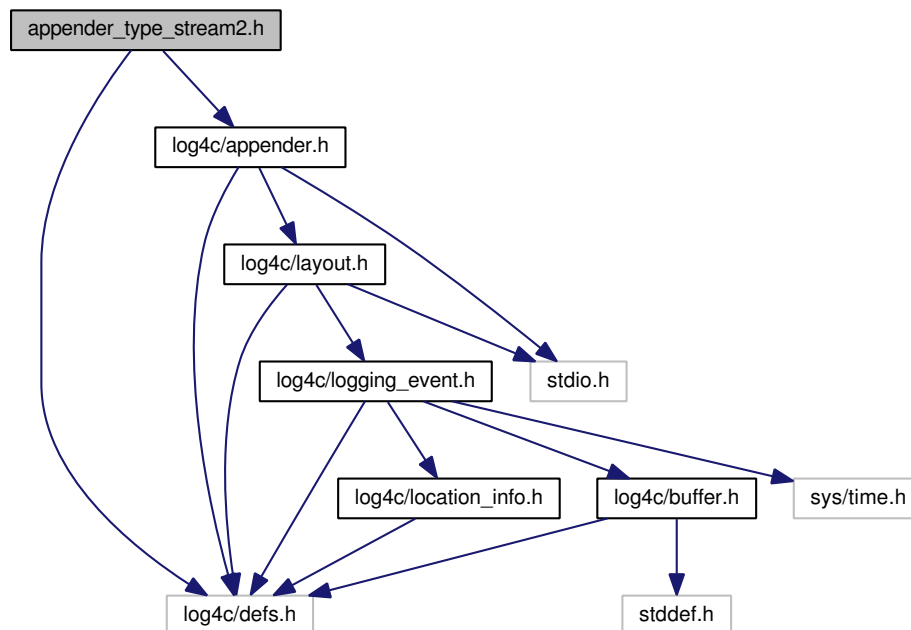 appender_type_stream2.h
log4c/appender.h
log4c/layout.h
log4c/logging_event.h
stdio.h
log4c/location_info.h
log4c/buffer.h
sys/time.h
log4c/defs.h
stddef.h